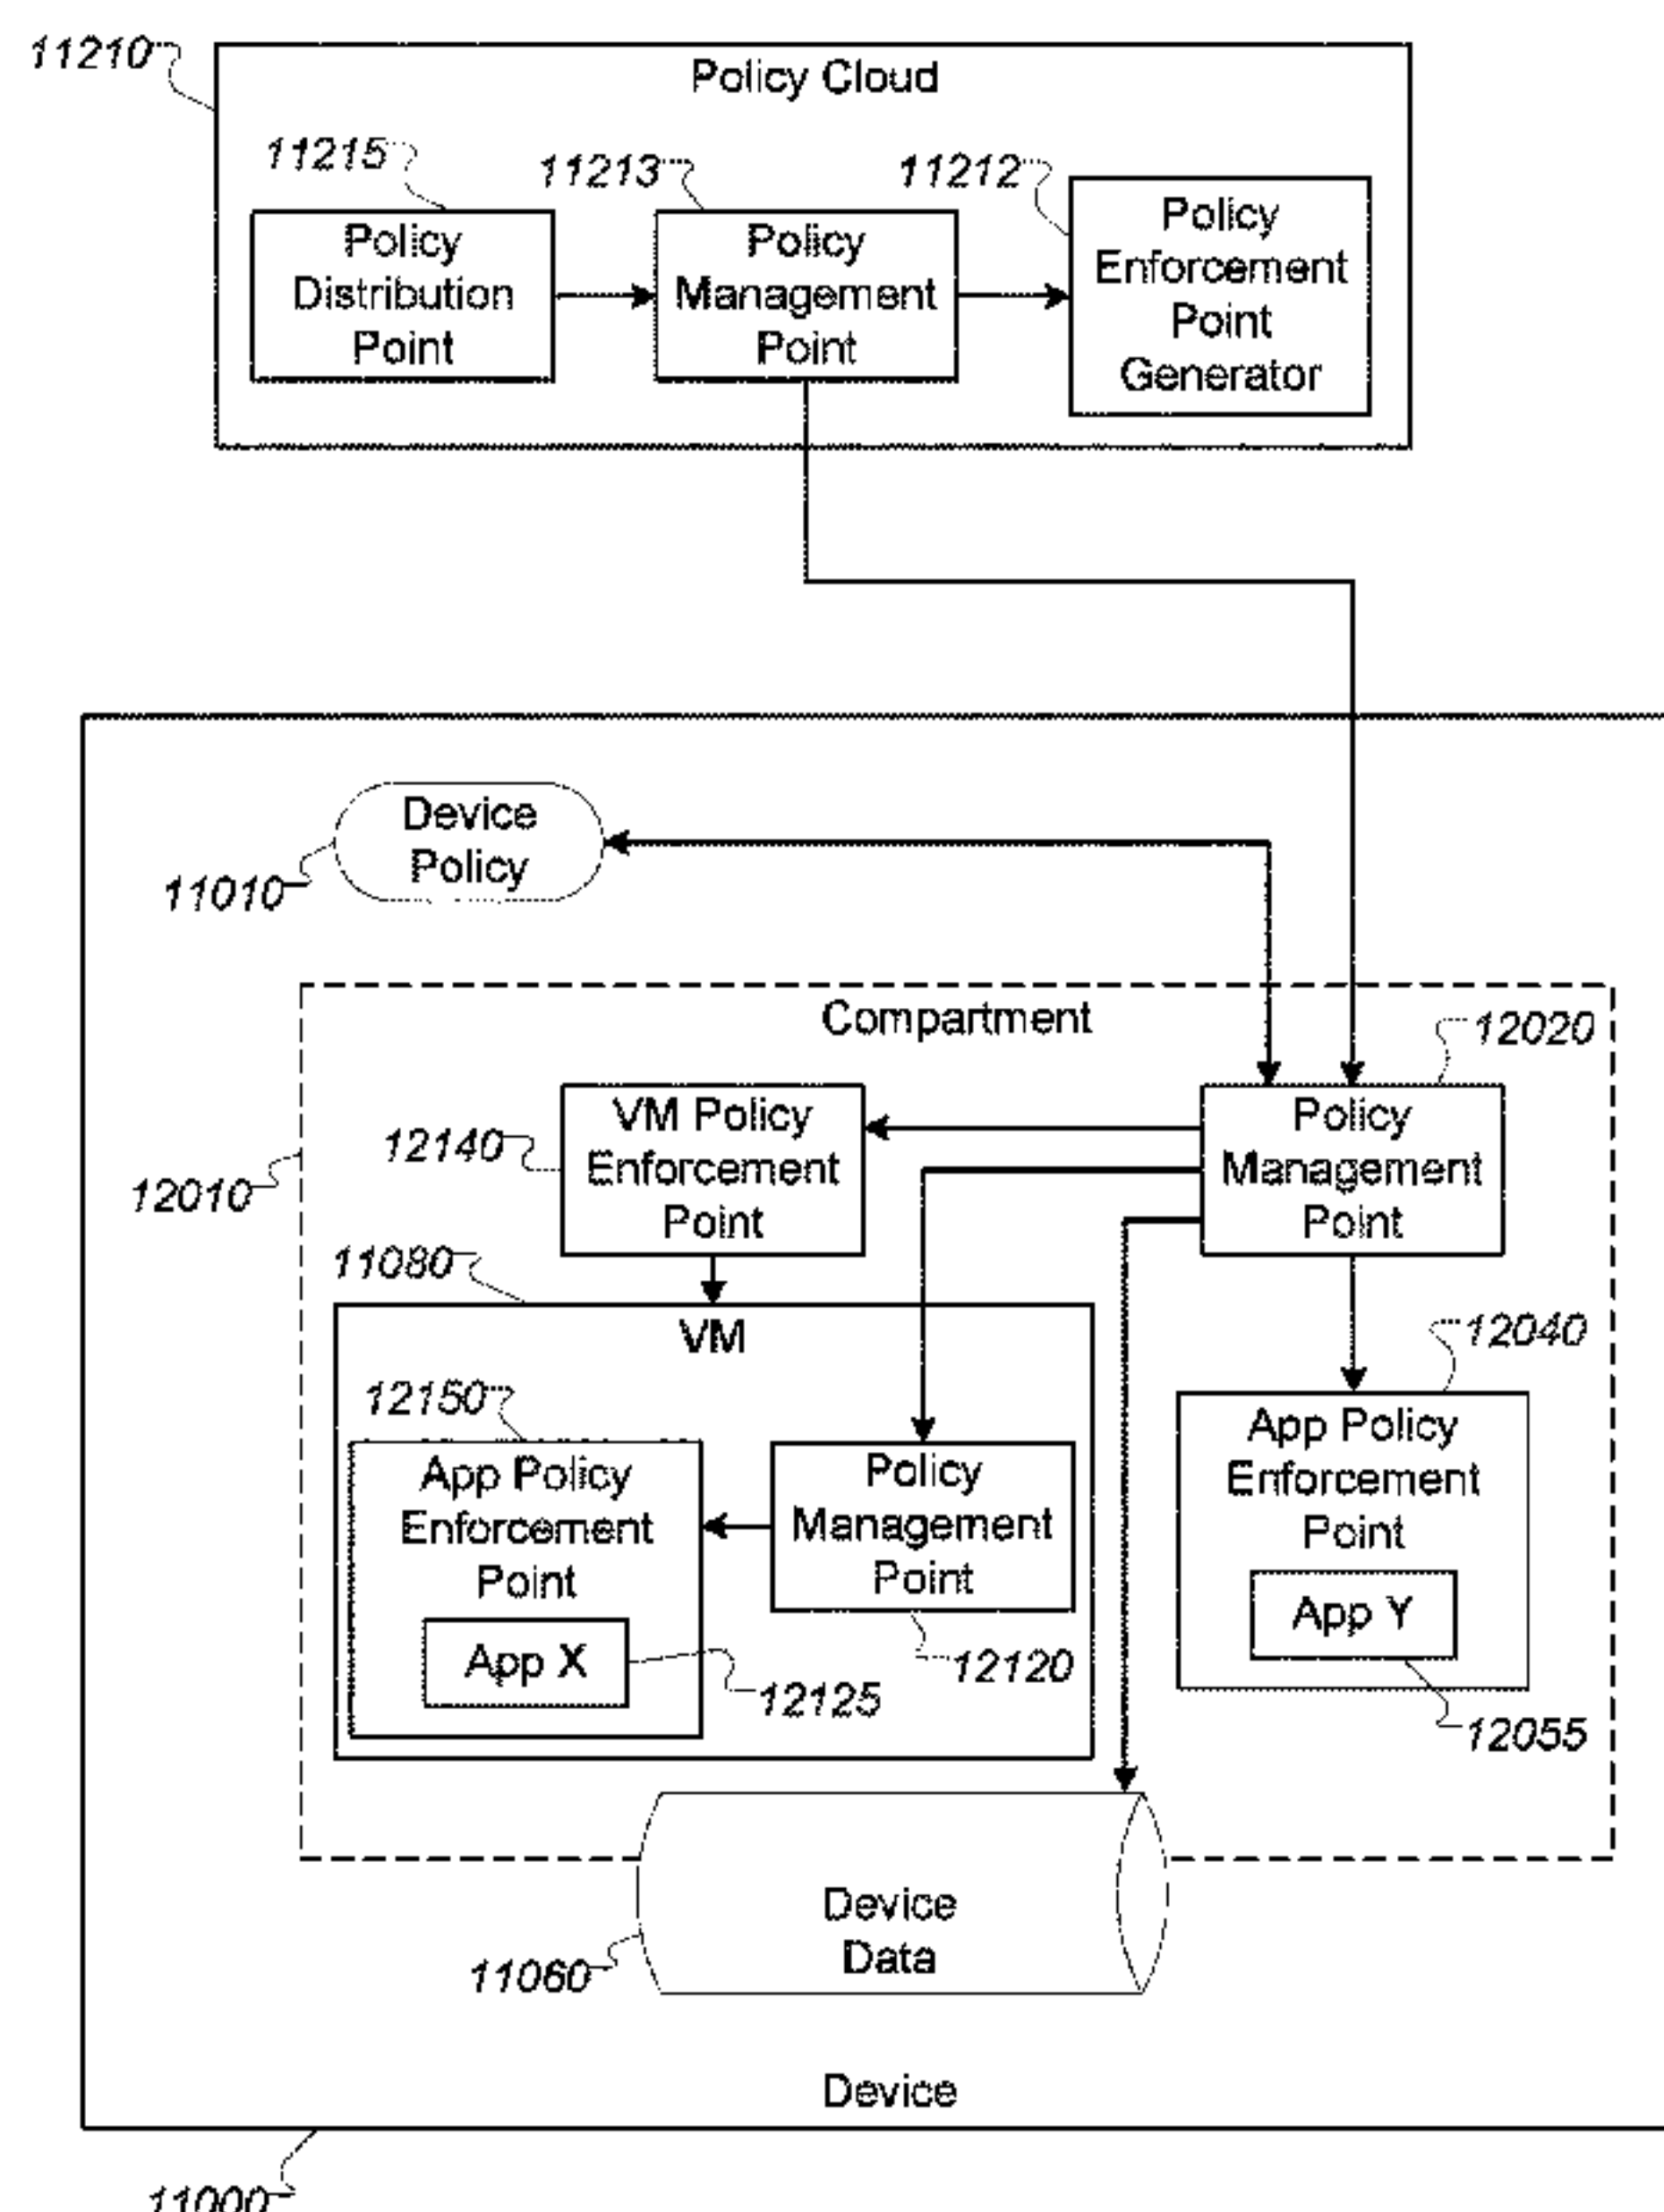 11210
Policy Cloud
11215
11213
11212
Policy
Distribution
Point
Policy
Management
Point
Policy
Enforcement
Point
Generator
Device
Policy
11010
Compartment
12020
12140
VM Policy
Enforcement
Point
Policy
Management
Point
12010
11080
VM
12040
12150
App Policy
Enforcement
Point
App X
Policy
Management
Point
12120
12125
App Policy
Enforcement
Point
App Y
12055
Device
Data
11060
Device
11000